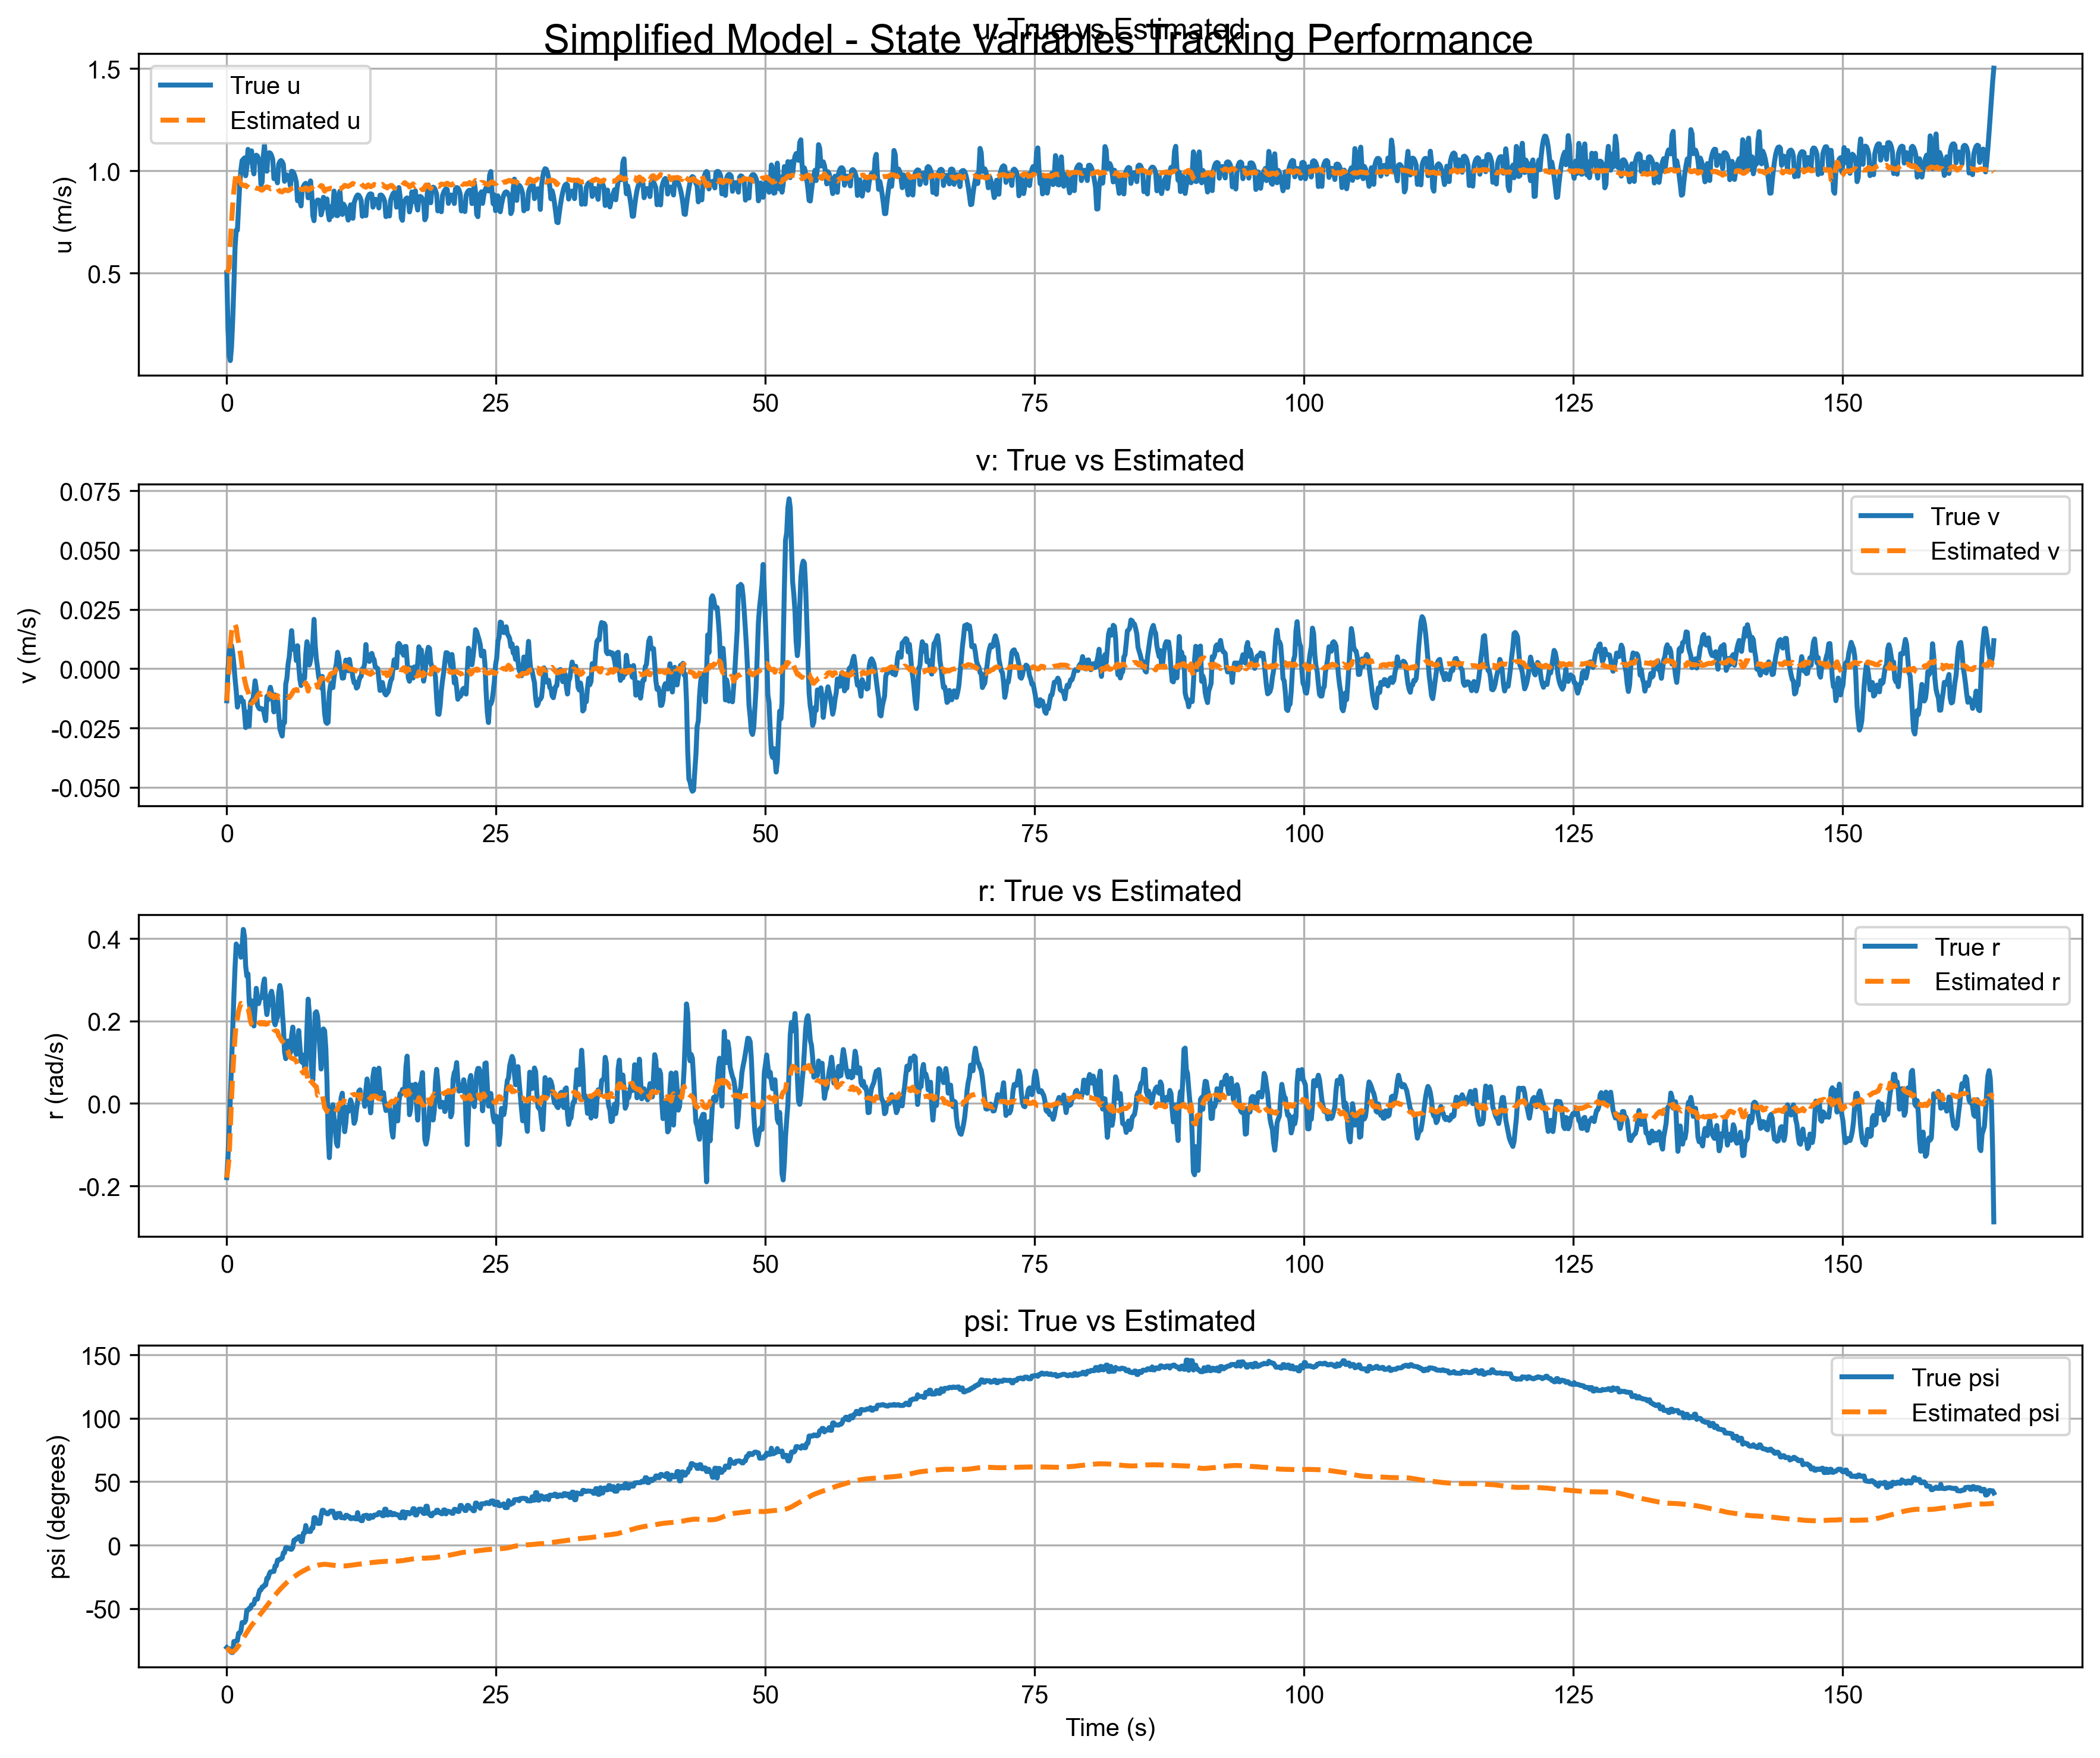 Simplified Model - State Variables Tracking Performance
u: True vs Estimated
True u
Estimated u
u (m/s)
1.5
1.0
0.5
0 25 50 75 100 125 150
v: True vs Estimated
True v
Estimated v
v (m/s)
0.075
0.050
0.025
0.000
-0.025
-0.050
0 25 50 75 100 125 150
r: True vs Estimated
True r
Estimated r
r (rad/s)
0.4
0.2
0.0
-0.2
0 25 50 75 100 125 150
psi: True vs Estimated
True psi
Estimated psi
psi (degrees)
150
100
50
0
-50
0 25 50 75 100 125 150
Time (s)